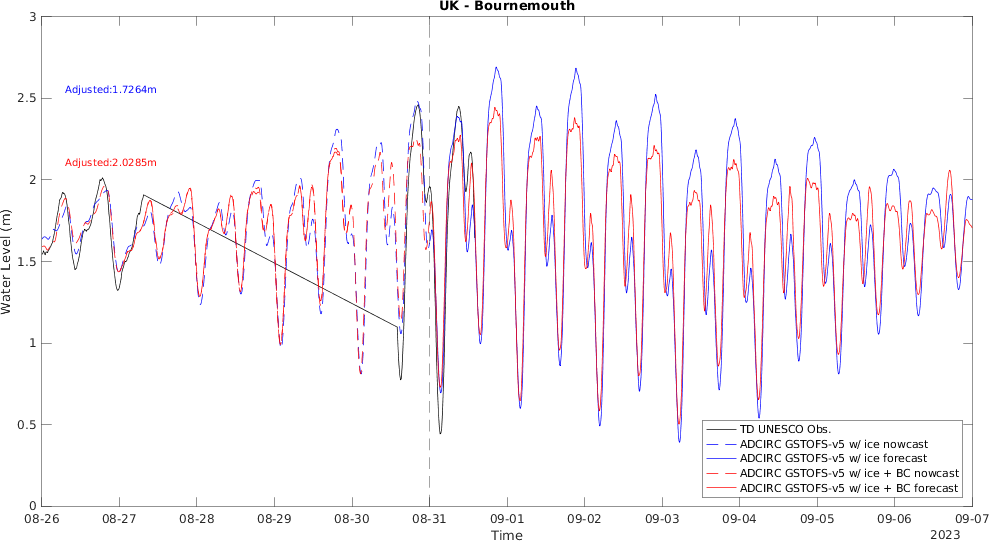 UK - Bournemouth
3
2.5
2
1.5
1
0.5
0
Water Level (m)
Adjusted:1.7264m
Adjusted:2.0285m
TD UNESCO Obs.
ADCIRC GSTOFS-v5 w/ ice nowcast
ADCIRC GSTOFS-v5 w/ ice forecast
ADCIRC GSTOFS-v5 w/ ice + BC nowcast
ADCIRC GSTOFS-v5 w/ ice + BC forecast
08-26 08-27 08-28 08-29 08-30 08-31 09-01 09-02 09-03 09-04 09-05 09-06 09-07
Time
2023